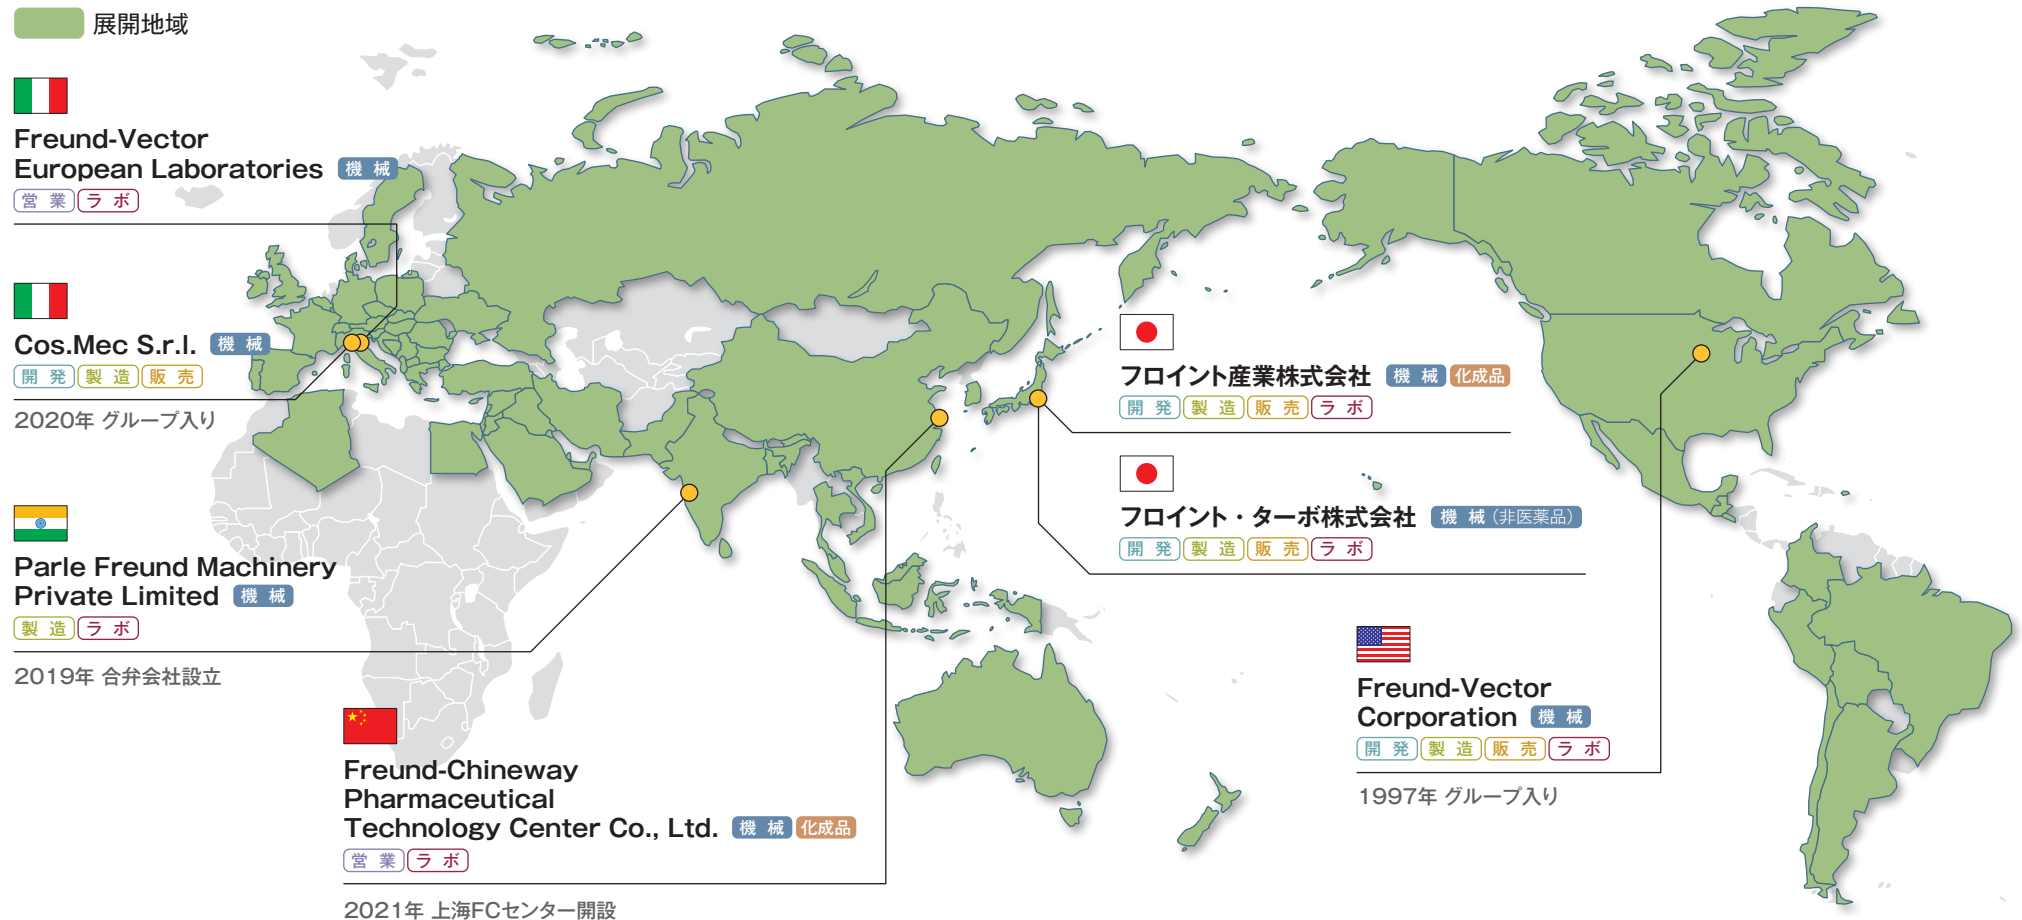 展開地域
Freund-Vector
European Laboratories 機械
営業 ラボ
Cos.Mec S.r.l. 機械
開発 製造 販売
2020年 グループ入り
Parle Freund Machinery
Private Limited 機械
製造 ラボ
2019年 合弁会社設立
Freund-Chineway
Pharmaceutical
Technology Center Co., Ltd. 機械 化成品
営業 ラボ
2021年 上海FCセンター開設
フロイント産業株式会社 機械 化成品
開発 製造 販売 ラボ
フロイント・ターボ株式会社 機械（非医薬品）
開発 製造 販売 ラボ
Freund-Vector
Corporation 機械
開発 製造 販売 ラボ
1997年 グループ入り